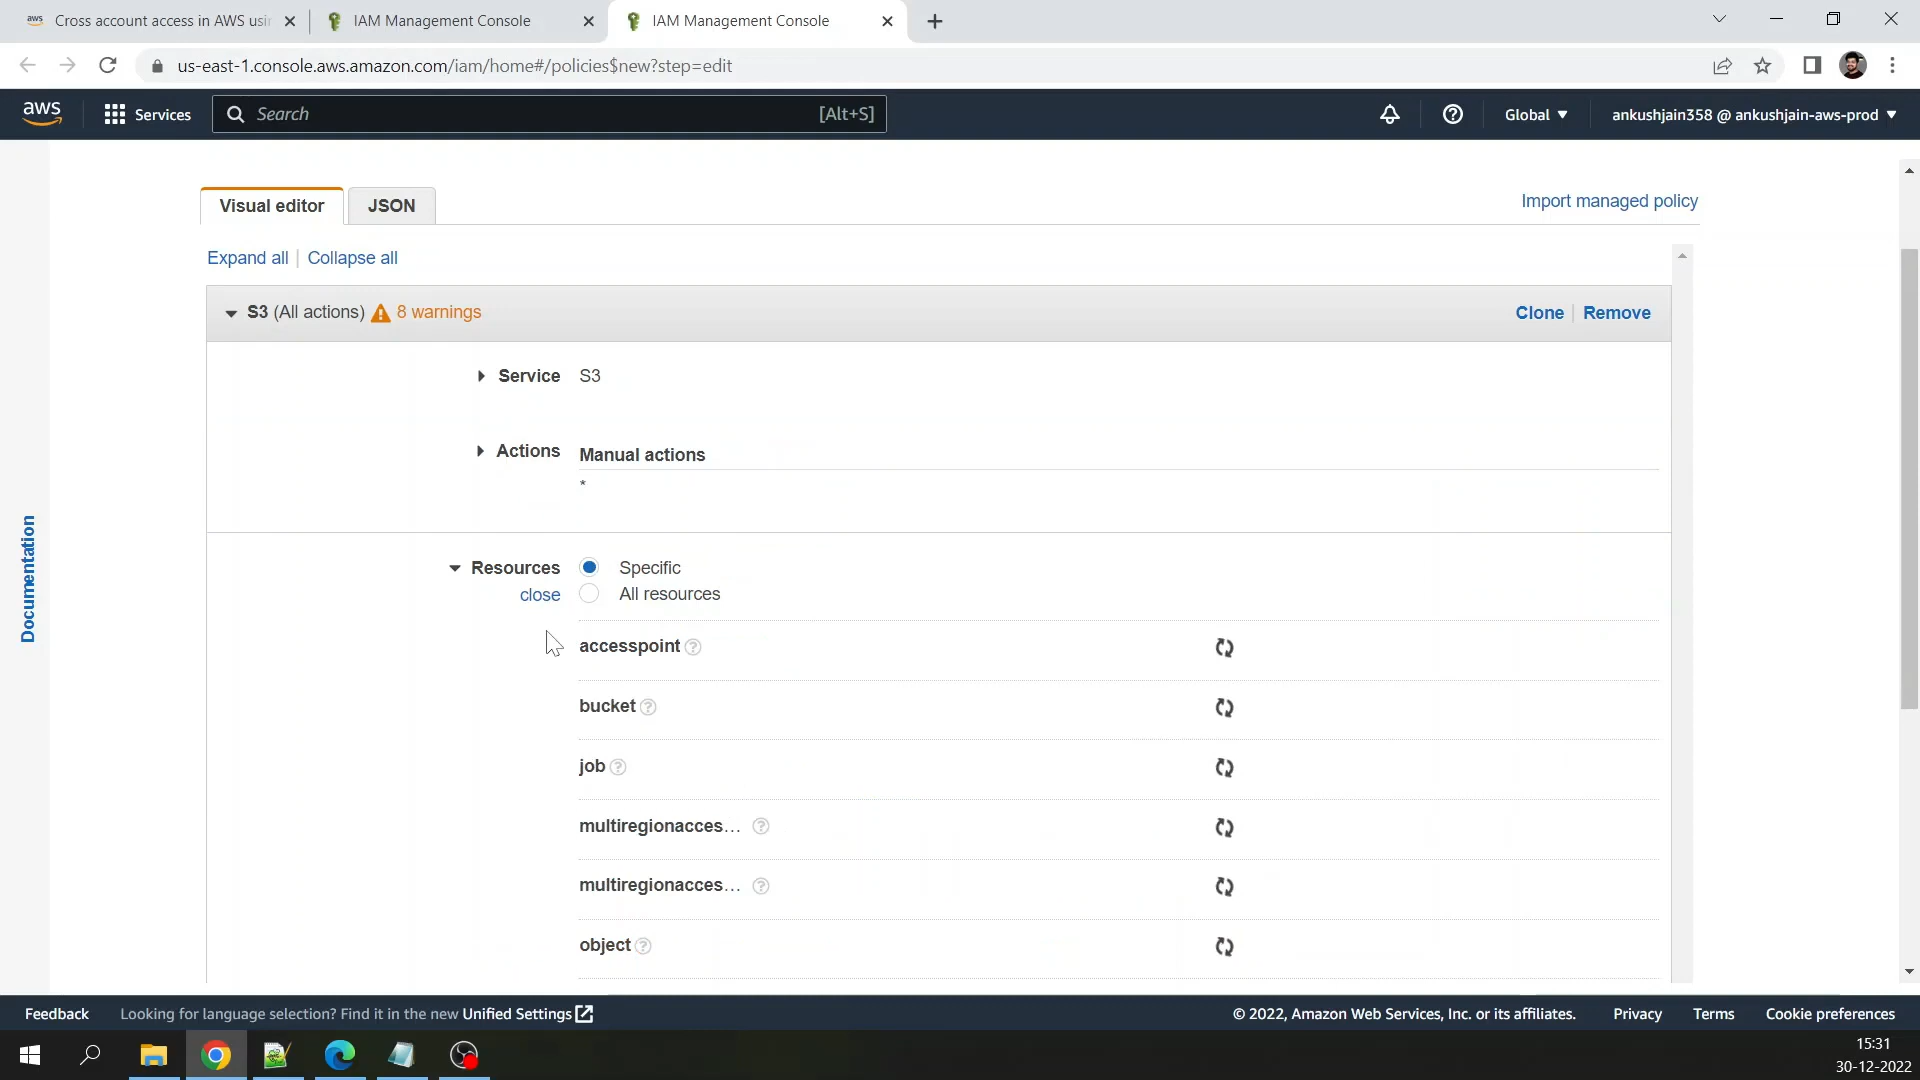 aws Cross account access in AWS usi
IAM Management Console
IAM Management Console
us-east-1.console.aws.amazon.com/iam/home#/policies$new?step=edit
aws
Services
Search
[Alt+S]
Global
ankushjain358 @ ankushjain-aws-prod
Visual editor
JSON
Import managed policy
Expand all | Collapse all
S3 (All actions) 8 warnings
Clone | Remove
Service S3
Actions Manual actions
*
Resources Specific
close All resources
accesspoint ?
bucket ?
job ?
multiregionacces... ?
multiregionacces... ?
object ?
Documentation
Feedback
Looking for language selection? Find it in the new Unified Settings
© 2022, Amazon Web Services, Inc. or its affiliates.
Privacy
Terms
Cookie preferences
15:31
30-12-2022